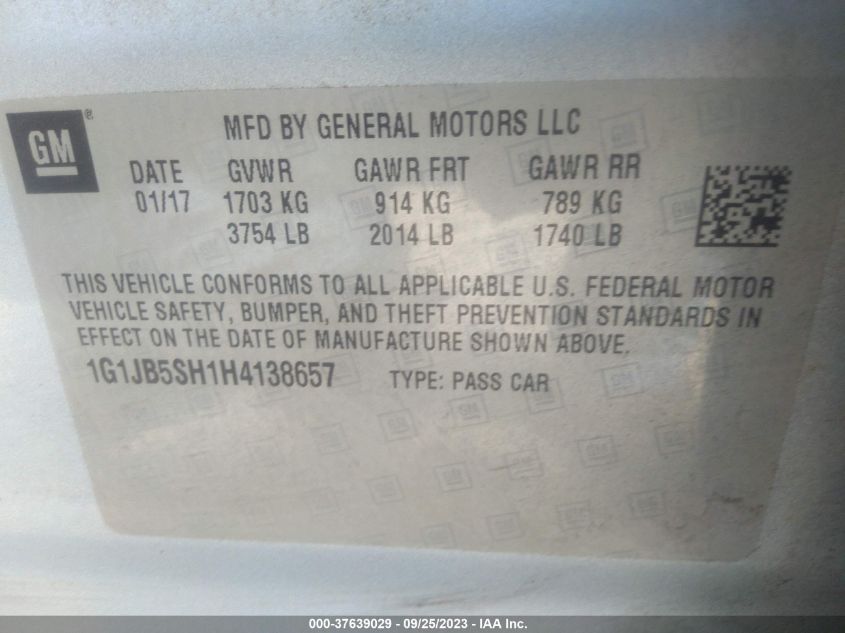 GM®
MFD BY GENERAL MOTORS LLC
DATE GVWR GAWR FRT GAWR RR
01/17 1703 KG 914 KG 789 KG
3754 LB 2014 LB 1740 LB
THIS VEHICLE CONFORMS TO ALL APPLICABLE U.S. FEDERAL MOTOR
VEHICLE SAFETY, BUMPER, AND THEFT PREVENTION STANDARDS IN
EFFECT ON THE DATE OF MANUFACTURE SHOWN ABOVE.
1G1JB5SH1H4138657 TYPE: PASS CAR
000-37639029 - 09/25/2023 - IAA Inc.